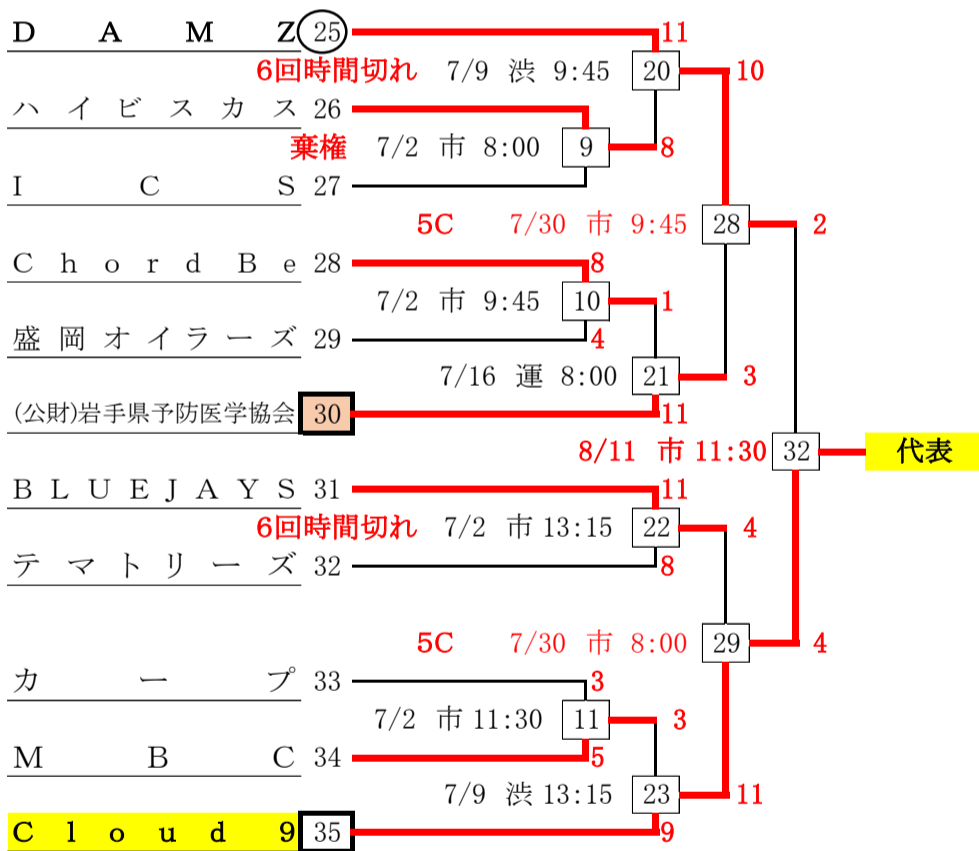 D A M Z 25 11
6回時間切れ 7/9 渋 9:45 20 10
ハイビスカス 26
棄権 7/2 市 8:00 9 8
I C S 27
5C 7/30 市 9:45 28 2
Chord Be 28 8
7/2 市 9:45 10 1
盛岡オイラーズ 29 4
7/16 運 8:00 21 3
(公財)岩手県予防医学協会 30 11
8/11 市 11:30 32 代表
BLUEJAYS 31 11
6回時間切れ 7/2 市 13:15 22 4
テマトリーズ 32 8
5C 7/30 市 8:00 29 4
カープ 33 3
7/2 市 11:30 11 3
M B C 34 5
7/9 渋 13:15 23 11
Cloud 9 35 9